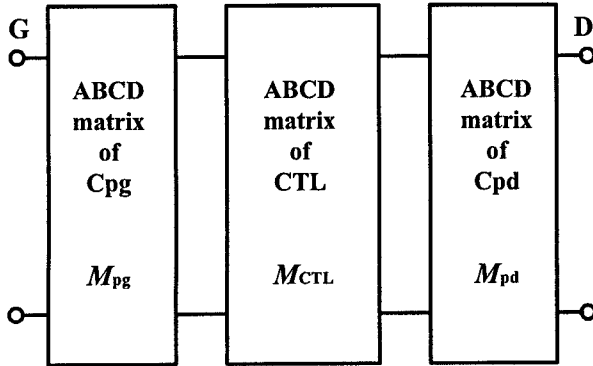 G
D
ABCD
matrix
of
Cpg
Mpg
ABCD
matrix
of
CTL
MCTL
ABCD
matrix
of
Cpd
Mpd